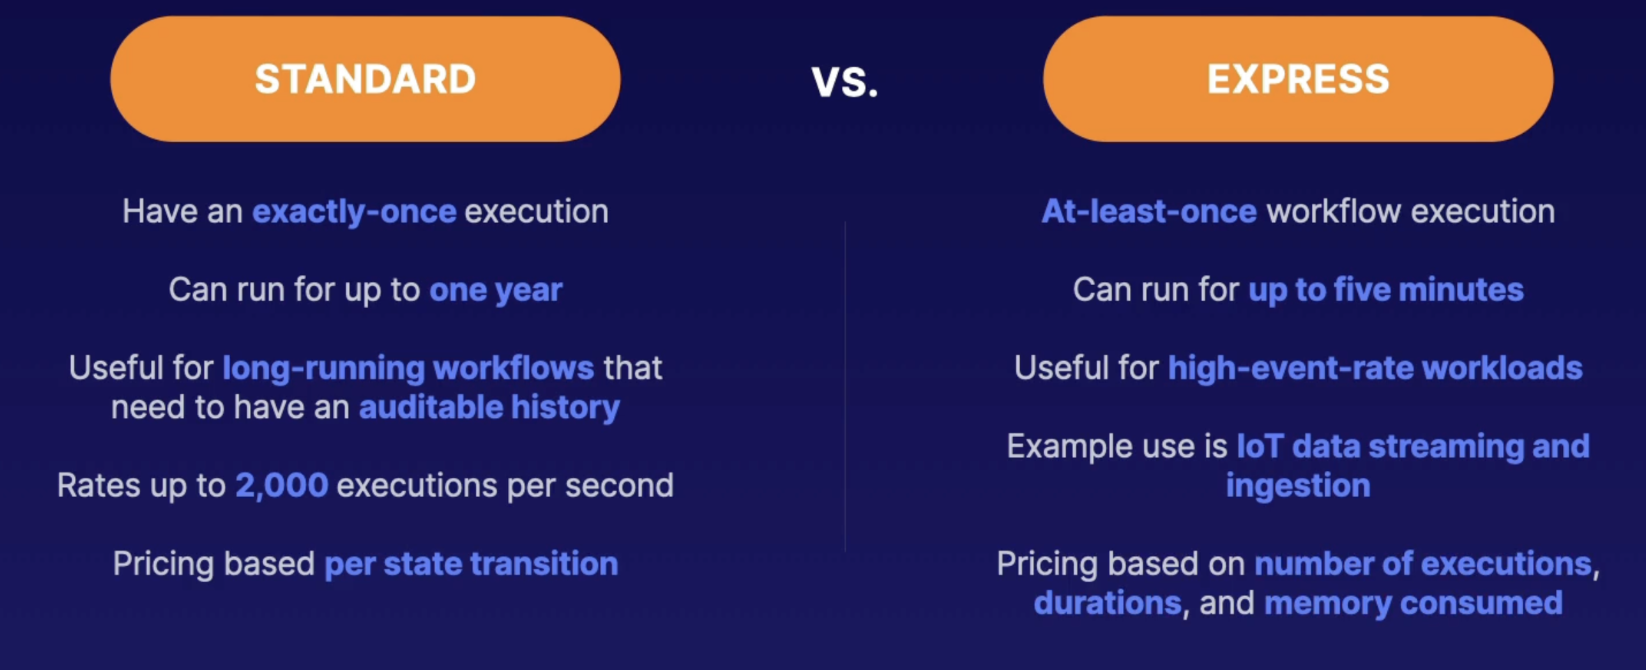 STANDARD
VS.
EXPRESS
Have an exactly-once execution
Can run for up to one year
Useful for long-running workflows that
need to have an auditable history
Rates up to 2,000 executions per second
Pricing based per state transition
At-least-once workflow execution
Can run for up to five minutes
Useful for high-event-rate workloads
Example use is IoT data streaming and
ingestion
Pricing based on number of executions,
durations, and memory consumed